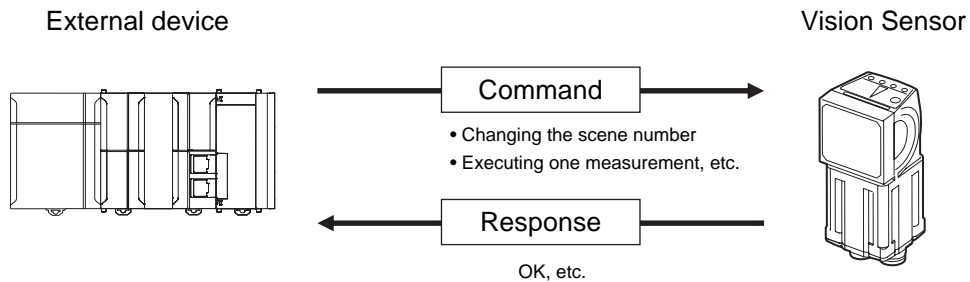 External device
Vision Sensor
Command
• Changing the scene number
• Executing one measurement, etc.
Response
OK, etc.